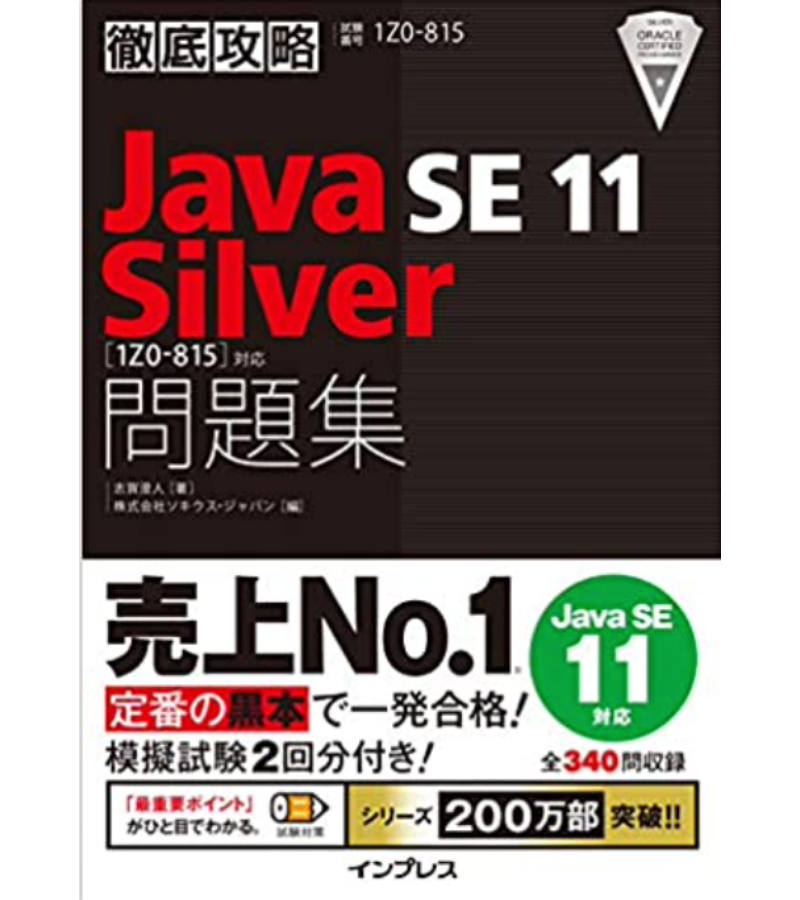 徹底攻略
試験番号 1Z0-815
SILVER
ORACLE
CERTIFIED
Java SE 11
Silver
[1Z0-815]対応
問題集
志賀澄人[著]
株式会社ソキウス・ジャパン[編]
売上No.1
Java SE
11
対応
定番の黒本で一発合格!
模擬試験2回分付き!
全340問収録
「最重要ポイント」
がひと目でわかる。
試験対策
シリーズ200万部突破!!
インプレス